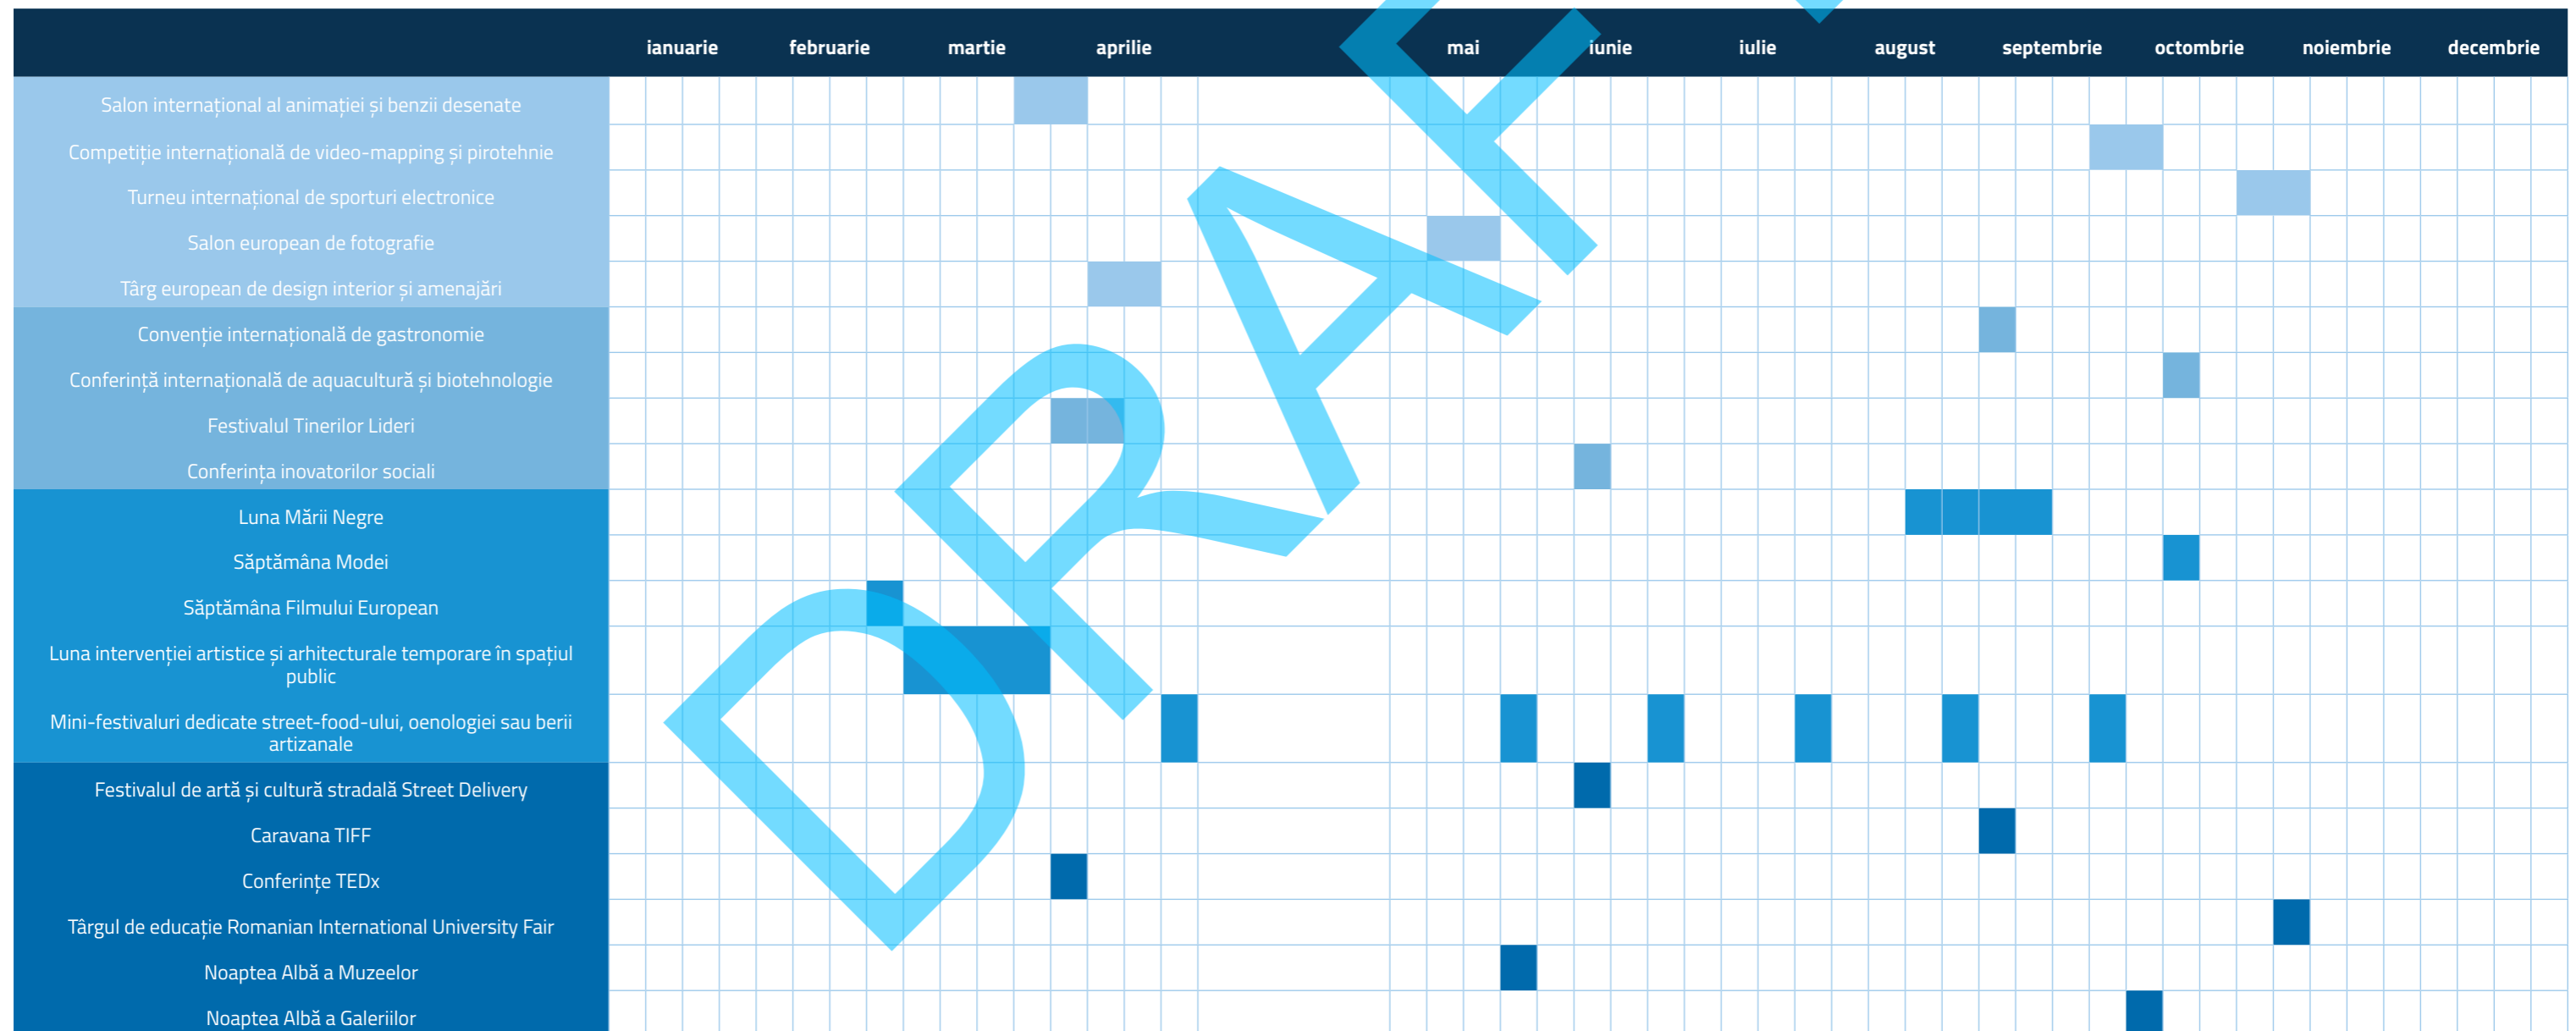 ianuarie februarie martie aprilie mai iunie iulie august septembrie octombrie noiembrie decembrie
Salon internațional al animației și benzii desenate
Competiție internațională de video-mapping și pirotehnie
Turneu internațional de sporturi electronice
Salon european de fotografie
Târg european de design interior și amenajări
Convenție internațională de gastronomie
Conferință internațională de aquacultură și biotehnologie
Festivalul Tinerilor Lideri
Conferința inovatorilor sociali
Luna Mării Negre
Săptămâna Modei
Săptămâna Filmului European
Luna intervenției artistice și arhitecturale temporare în spațiul
public
Mini-festivaluri dedicate street-food-ului, oenologiei sau berii
artizanale
Festivalul de artă și cultură stradală Street Delivery
Caravana TIFF
Conferințe TEDx
Târgul de educație Romanian International University Fair
Noaptea Albă a Muzeelor
Noaptea Albă a Galeriilor
DRAF